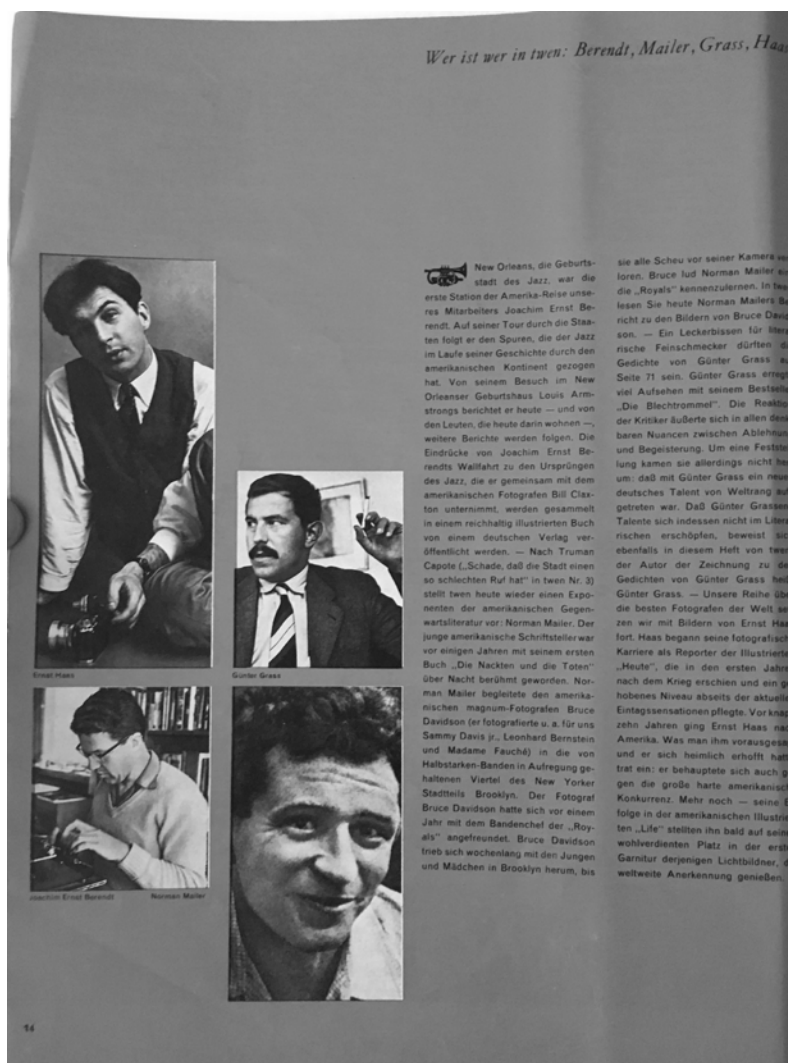 Wer ist wer in twen: Berendt, Mailer, Grass, Haas
New Orleans, die Geburts-
stadt des Jazz, war die
erste Station der Amerika-Reise unse-
res Mitarbeiters Joachim Ernst Be-
rendt. Auf seiner Tour durch die Staa-
ten folgt er den Spuren, die der Jazz
im Laufe seiner Geschichte durch den
amerikanischen Kontinent gezogen
hat. Von seinem Besuch im New
Orleanser Geburtshaus Louis Arm-
strongs berichtet er heute — und von
den Leuten, die heute darin wohnen —,
weitere Berichte werden folgen. Die
Eindrücke von Joachim Ernst Be-
rendts Wallfahrt zu den Ursprüngen
des Jazz, die er gemeinsam mit dem
amerikanischen Fotografen Bill Clax-
ton unternimmt, werden gesammelt
in einem reichhaltig illustrierten Buch
von einem deutschen Verlag ver-
öffentlicht werden. — Nach Truman
Capote („Schade, daß die Stadt einen
so schlechten Ruf hat" in twen Nr. 3)
stellt twen heute wieder einen Expo-
nenten der amerikanischen Gegen-
wartsliteratur vor: Norman Mailer. Der
junge amerikanische Schriftsteller war
vor einigen Jahren mit seinem ersten
Buch „Die Nackten und die Toten"
über Nacht berühmt geworden. Nor-
man Mailer begleitete den amerika-
nischen magnum-Fotografen Bruce
Davidson (er fotografierte u. a. für uns
Sammy Davis jr., Leonhard Bernstein
und Madame Fauché) in die von
Halbstarken-Banden in Aufregung ge-
haltenen Viertel des New Yorker
Stadtteils Brooklyn. Der Fotograf
Bruce Davidson hatte sich vor einem
Jahr mit dem Bandenchef der „Roy-
als" angefreundet. Bruce Davidson
trieb sich wochenlang mit den Jungen
und Mädchen in Brooklyn herum, bis
sie alle Scheu vor seiner Kamera
loren. Bruce lud Norman Mailer
die „Royals" kennenzulernen. In
lesen Sie heute Norman Mailers
richt zu den Bildern von Bruce
son. — Ein Leckerbissen für
rische Feinschmecker dürften
Gedichte von Günter Grass
Seite 71 sein. Günter Grass
viel Aufsehen mit seinem
„Die Blechtrommel". Die
der Kritiker äußerte sich in allen
baren Nuancen zwischen
und Begeisterung. Um eine
lung kamen sie allerdings nicht
um: daß mit Günter Grass ein
deutsches Talent von Weltrang
getreten war. Daß Günter Grassens
Talente sich indessen nicht im
rischen erschöpfen, beweist
ebenfalls in diesem Heft von
der Autor der Zeichnung zu
Gedichten von Günter Grass
Günter Grass. — Unsere Reihe
die besten Fotografen der Welt
zen wir mit Bildern von Ernst
fort. Haas begann seine
Karriere als Reporter der
„Heute", die in den ersten
nach dem Krieg erschien und ein
hobenes Niveau abseits der
Eintagssensationen pflegte. Vor
zehn Jahren ging Ernst Haas
Amerika. Was man ihm
und er sich heimlich erhofft
trat ein: er behauptete sich auch
gen die große harte
Konkurrenz. Mehr noch — seine
folge in der amerikanischen
ten „Life" stellten ihn bald auf
wohlverdienten Platz in der
Garnitur derjenigen Lichtbildner,
weltweite Anerkennung genießen.
Ernst Haas
Günter Grass
Joachim Ernst Berendt Norman Mailer
14